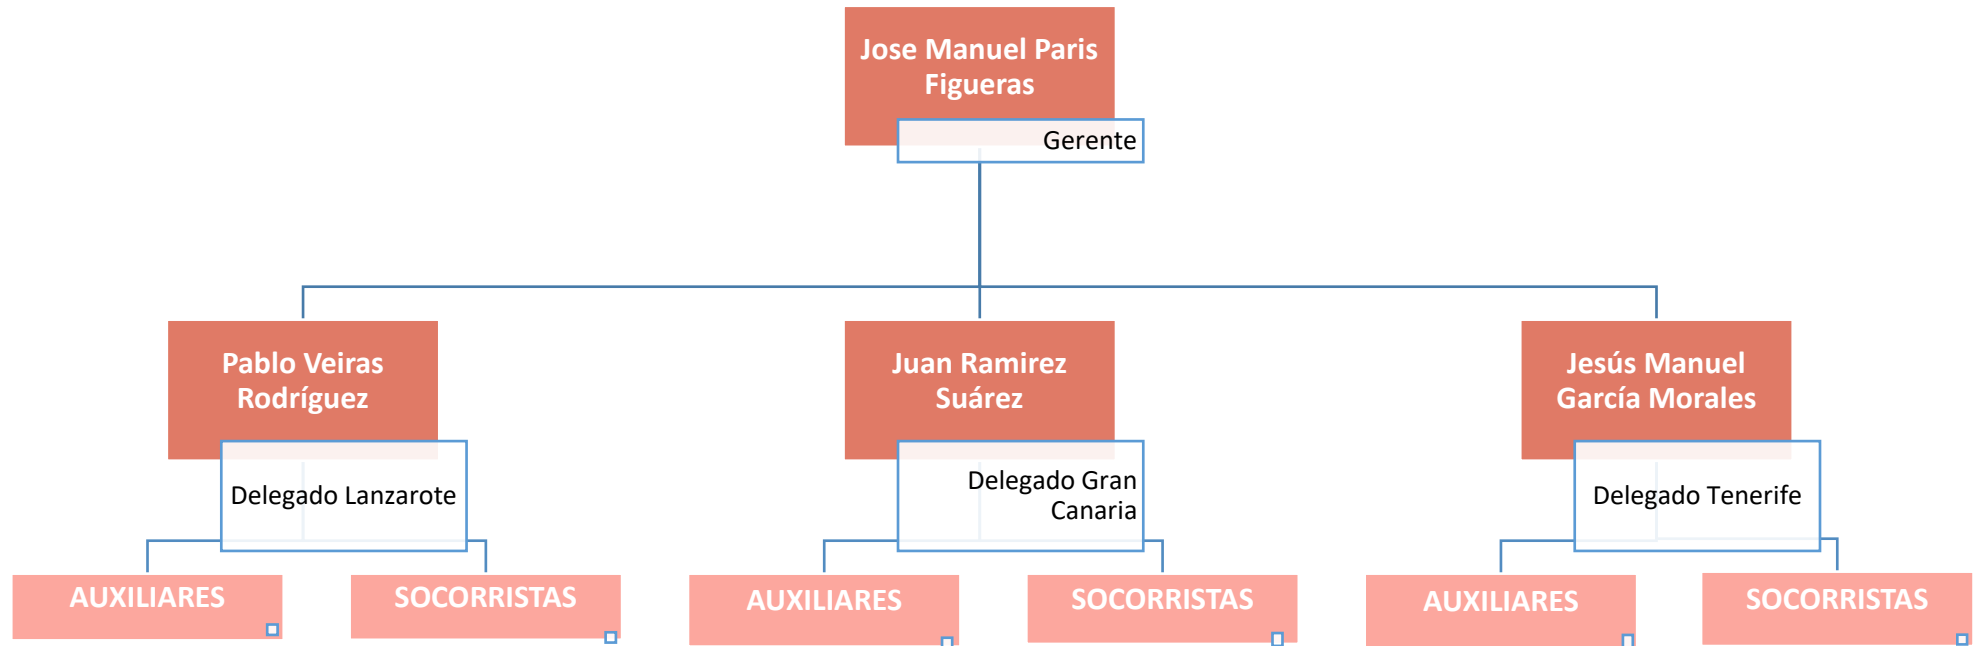 Jose Manuel Paris
Figueras
Gerente
Pablo Veiras
Rodríguez
Delegado Lanzarote
Juan Ramirez
Suárez
Delegado Gran
Canaria
Jesús Manuel
García Morales
Delegado Tenerife
AUXILIARES
SOCORRISTAS
AUXILIARES
SOCORRISTAS
AUXILIARES
SOCORRISTAS